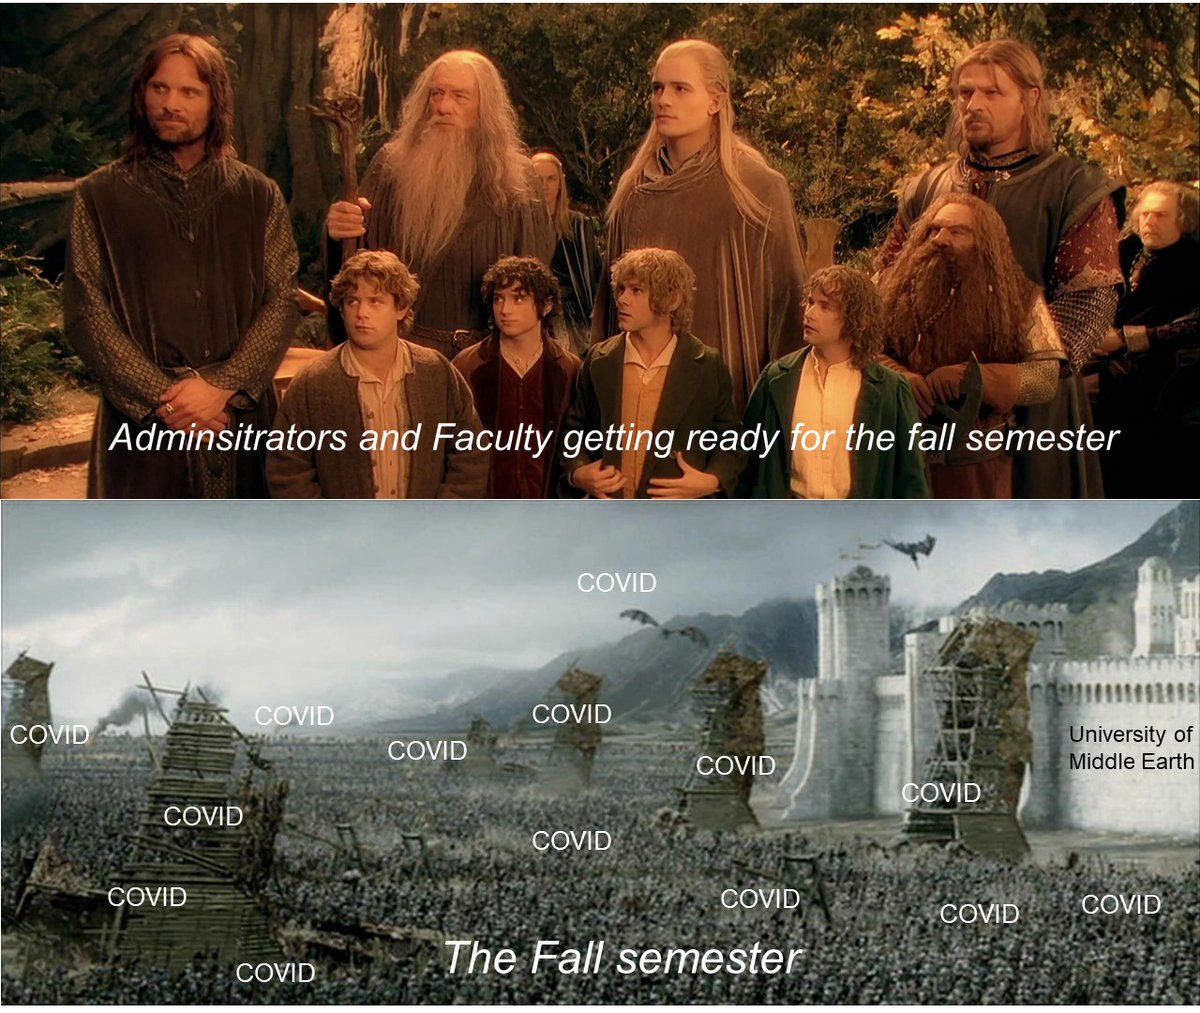 Adminsitrators and Faculty getting ready for the fall semester
COVID
COVID
COVID
COVID
COVID
University of
Middle Earth
COVID
COVID
COVID
COVID
COVID
COVID
COVID
COVID
The Fall semester
COVID